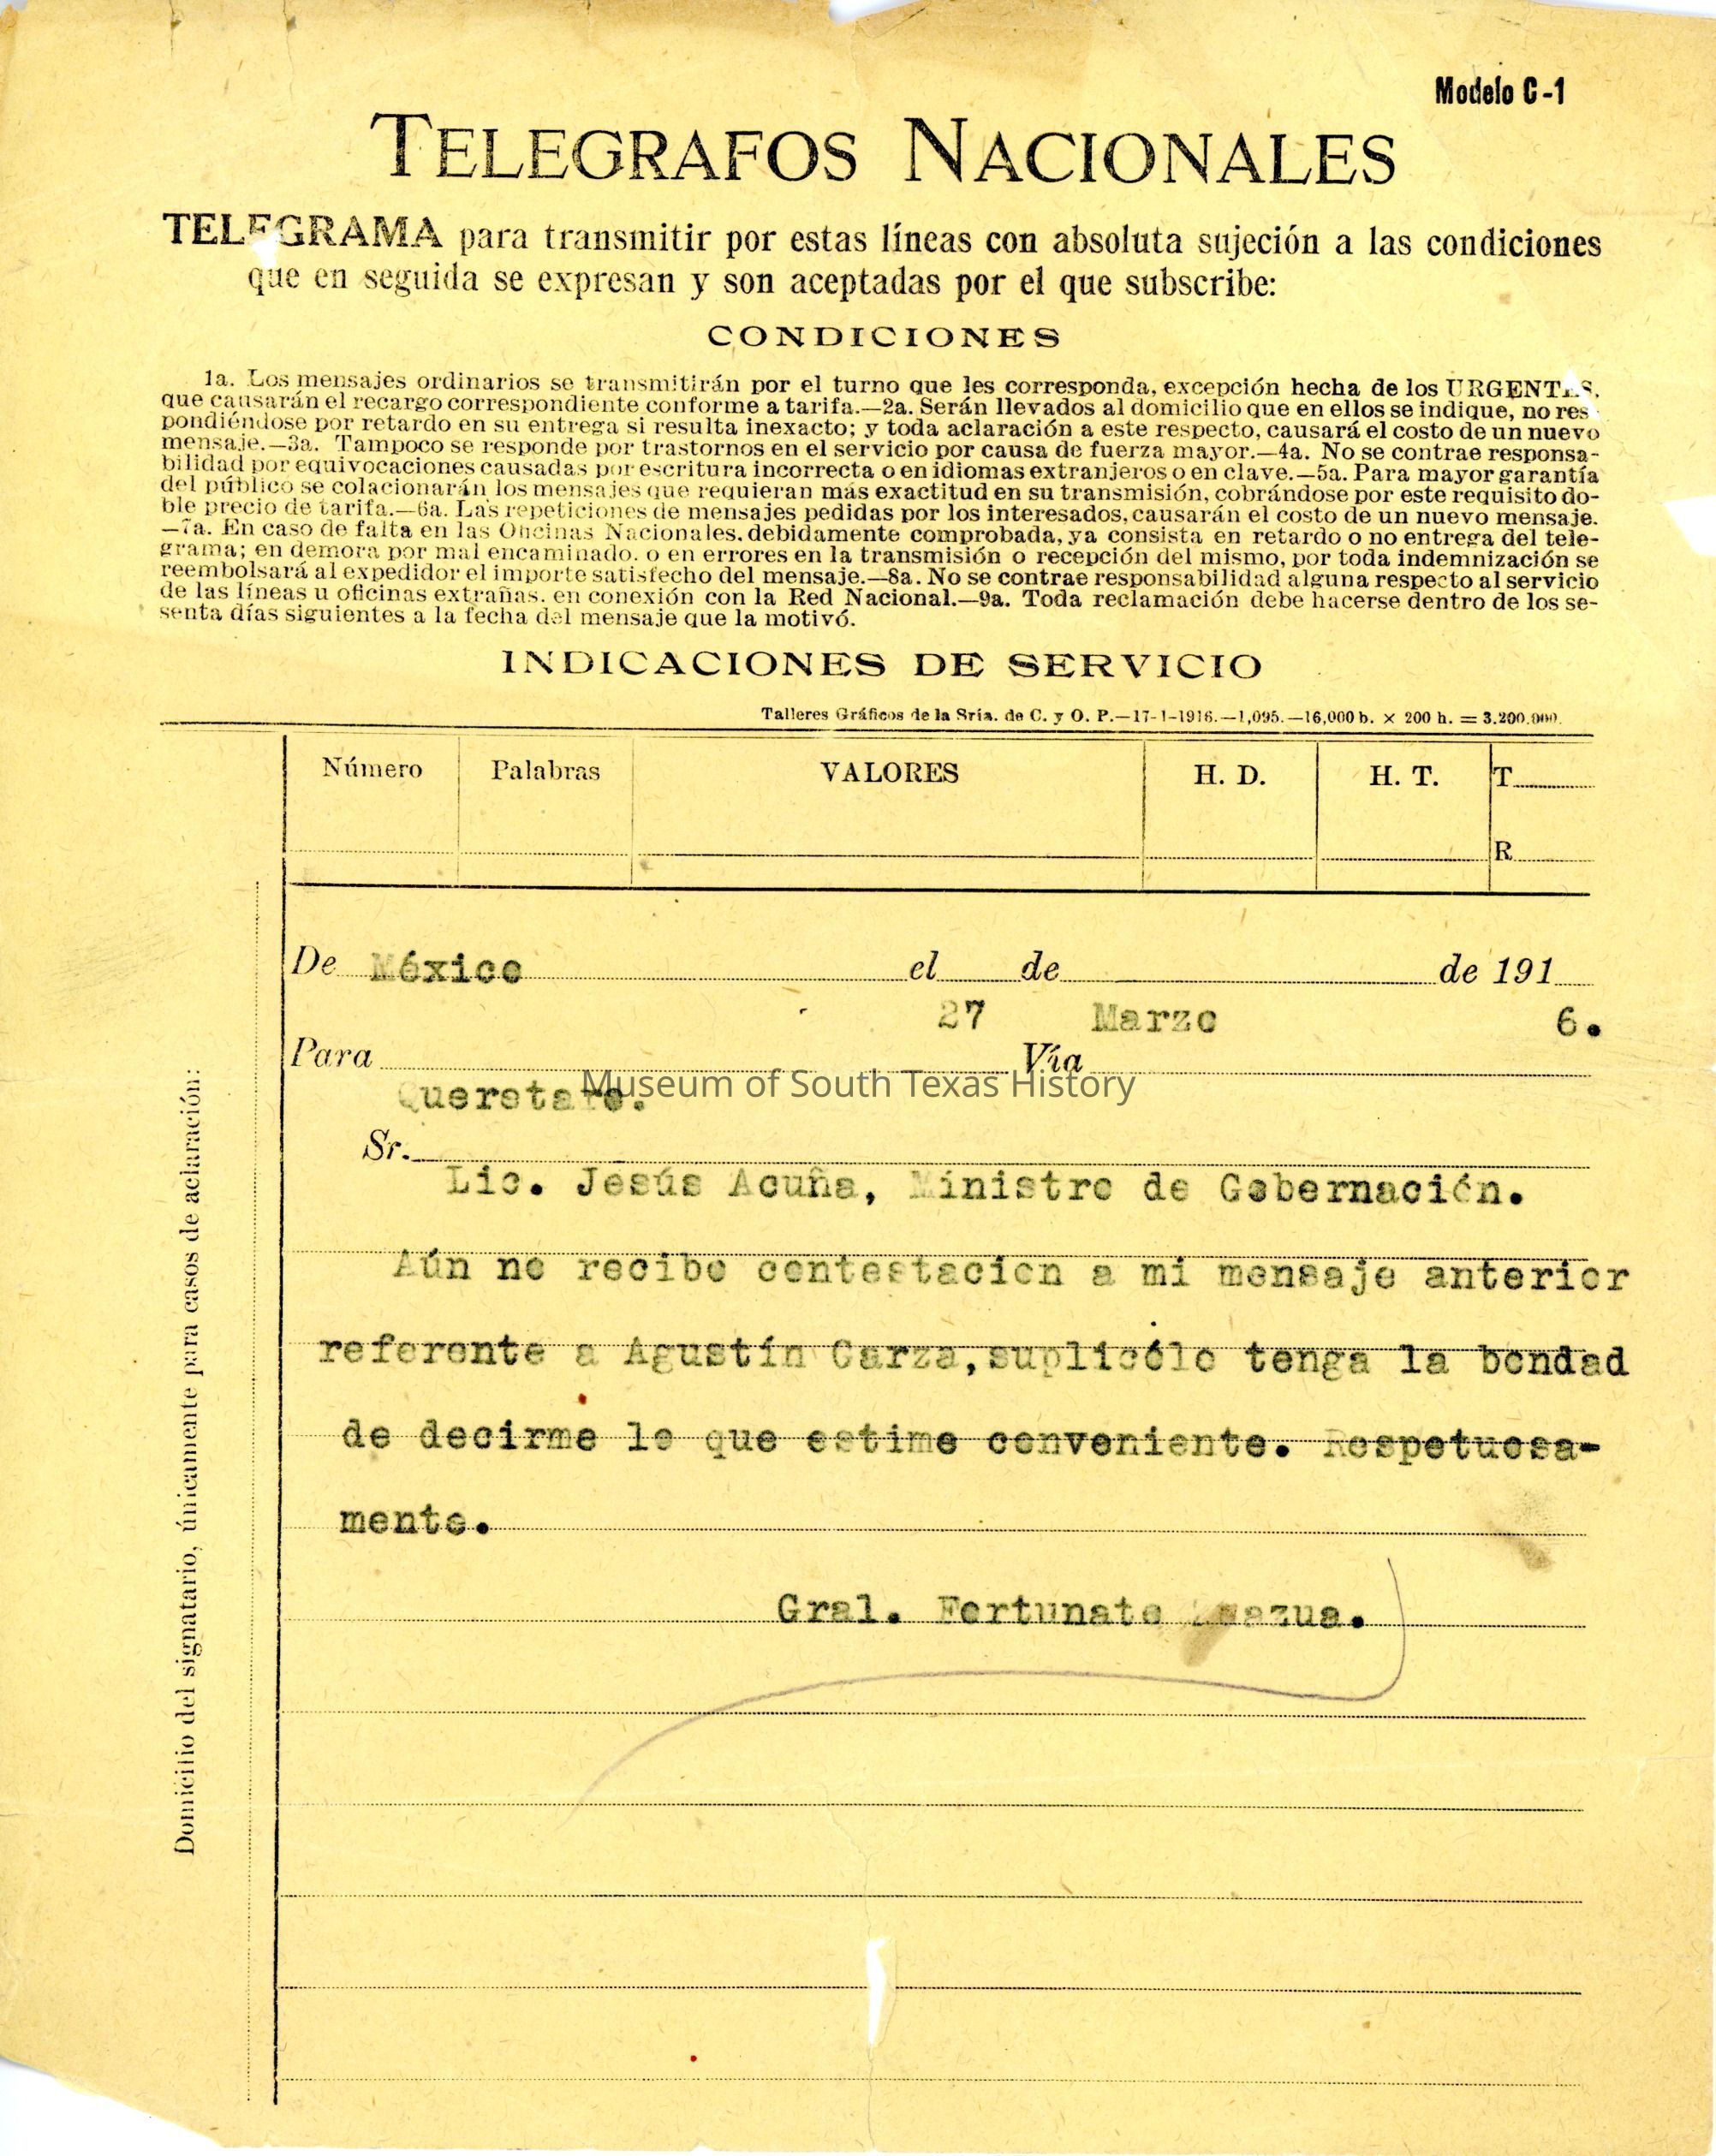 Modelo C-1
TELEGRAFOS NACIONALES
TELEGRAMA para transmitir por estas líneas con absoluta sujeción a las condiciones
que en seguida se expresan y son aceptadas por el que subscribe:
CONDICIONES
1a. Los mensajes ordinarios se transmitirán por el turno que les corresponda, excepción hecha de los URGENTES,
que causarán el recargo correspondiente conforme a tarifa.—2a. Serán llevados al domicilio que en ellos se indique, no res
pondiéndose por retardo en su entrega si resulta inexacto; y toda aclaración a este respecto, causará el costo de un nuevo
mensaje.—3a. Tampoco se responde por trastornos en el servicio por causa de fuerza mayor.—4a. No se contrae responsa-
bilidad por equivocaciones causadas por escritura incorrecta o en idiomas extranjeros o en clave.—5a. Para mayor garantía
del público se colacionarán los mensajes que requieran más exactitud en su transmisión, cobrándose por este requisito do-
ble precio de tarifa.—6a. Las repeticiones de mensajes pedidas por los interesados, causarán el costo de un nuevo mensaje.
—7a. En caso de falta en las Oficinas Nacionales, debidamente comprobada, ya consista en retardo o no entrega del tele-
grama; en demora por mal encaminado, o en errores en la transmisión o recepción del mismo, por toda indemnización se
reembolsará al expedidor el importe satisfecho del mensaje.—8a. No se contrae responsabilidad alguna respecto al servicio
de las líneas u oficinas extrañas, en conexión con la Red Nacional.—9a. Toda reclamación debe hacerse dentro de los se-
senta días siguientes a la fecha del mensaje que la motivó.
INDICACIONES DE SERVICIO
Talleres Gráficos de la Sría. de C. y O. P.—17-1-1916.—1,095.—16,000 b. × 200 h. = 3.200.000.
Número Palabras VALORES H. D. H. T. T
R
De México el de de 191
27 Marzo 6.
Para Vía
Queretaro.
Museum of South Texas History
Sr.
Lic. Jesús Acuña, Ministro de Gobernación.
Aún no recibo contestacion a mi mensaje anterior
referente a Agustín Garza, suplicólo tenga la bondad
de decirme lo que estime conveniente. Respetuosa-
mente.
Gral. Fortunato Zuazua.
Domicilio del signatario, únicamente para casos de aclaración: